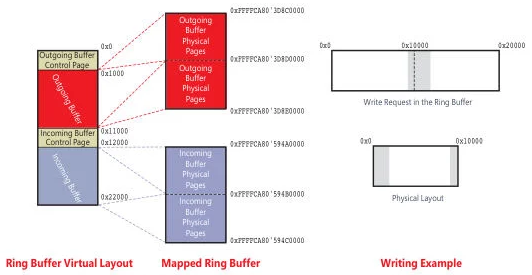 0x0
Outgoing Buffer
Control Page
0x1000
Outgoing Buffer
0x11000
Incoming Buffer
Control Page
0x12000
Incoming Buffer
0x22000
Ring Buffer Virtual Layout
0xFFFFCA80'3D8C0000
Outgoing
Buffer
Physical
Pages
0xFFFFCA80'3D8D0000
Outgoing
Buffer
Physical
Pages
0xFFFFCA80'3D8E0000
0xFFFFCA80'594A0000
Incoming
Buffer
Physical
Pages
0xFFFFCA80'594B0000
Incoming
Buffer
Physical
Pages
0xFFFFCA80'594C0000
Mapped Ring Buffer
0x0 0x10000 0x20000
Write Request in the Ring Buffer
0x0 0x10000
Physical Layout
Writing Example